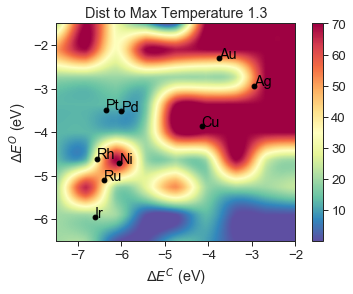 Dist to Max Temperature 1.3
−2
−3
−4
−5
−6
ΔE^O (eV)
Au
Ag
Pt
Pd
Cu
Rh
Ni
Ru
Ir
−7
−6
−5
−4
−3
−2
ΔE^C (eV)
70
60
50
40
30
20
10